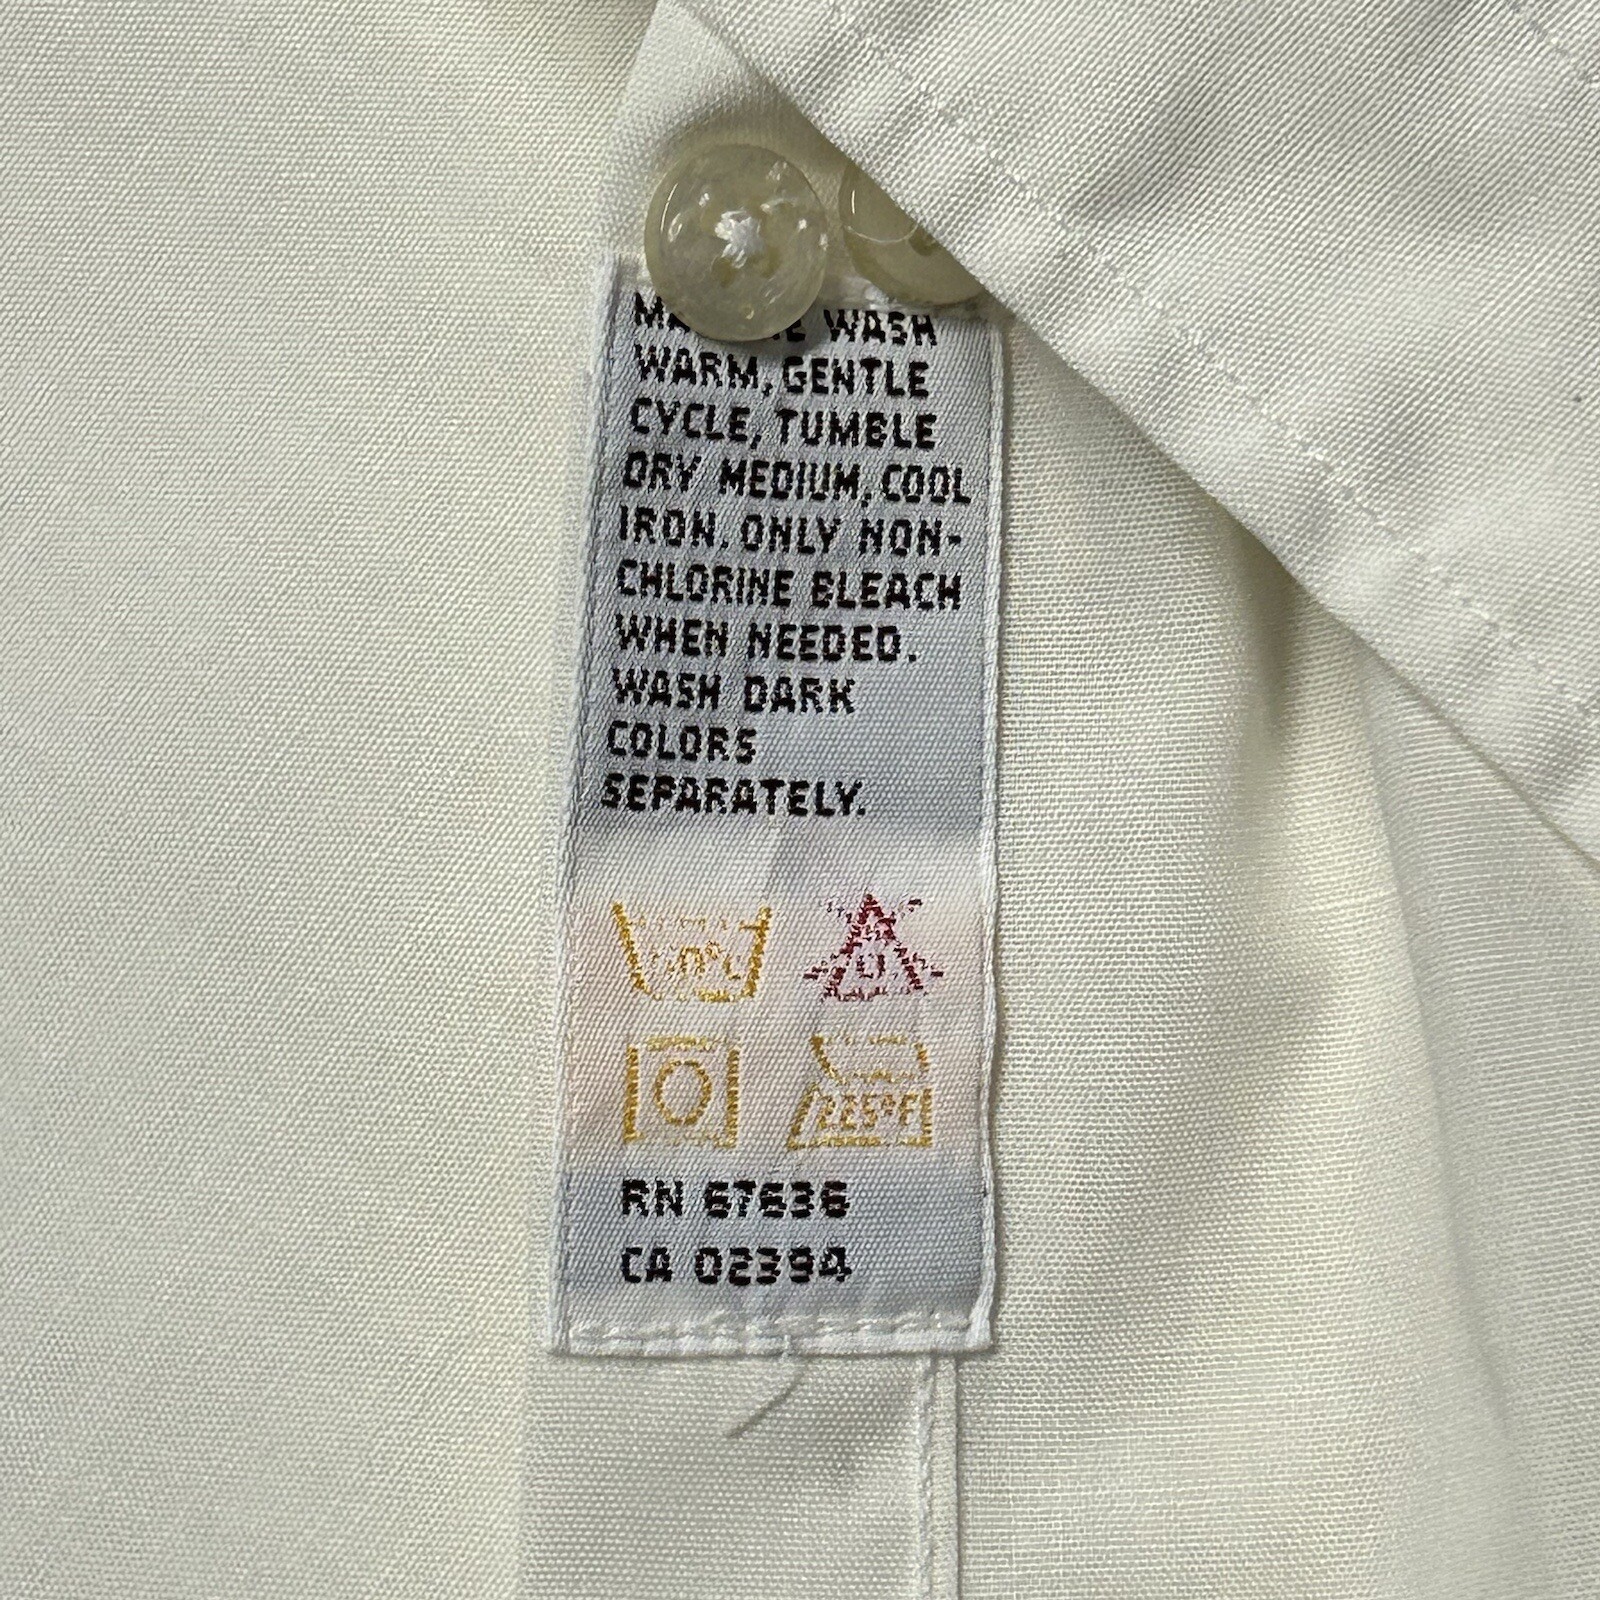 WASH
WARM, GENTLE
CYCLE, TUMBLE
DRY MEDIUM, COOL
IRON. ONLY NON-
CHLORINE BLEACH
WHEN NEEDED.
WASH DARK
COLORS
SEPARATELY.
225°F
RN 67636
CA 02394